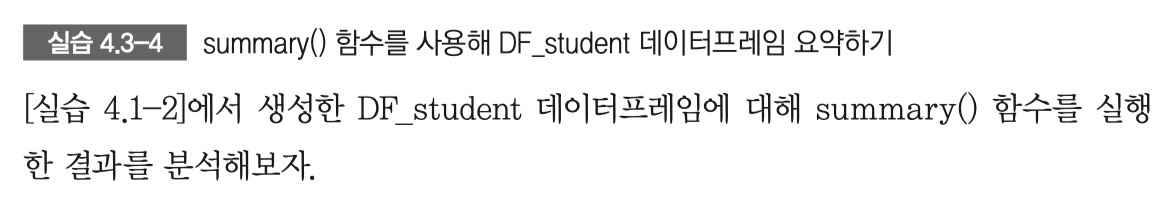 실습 4.3-4 summary() 함수를 사용해 DF_student 데이터프레임 요약하기
[실습 4.1-2]에서 생성한 DF_student 데이터프레임에 대해 summary() 함수를 실행
한 결과를 분석해보자.